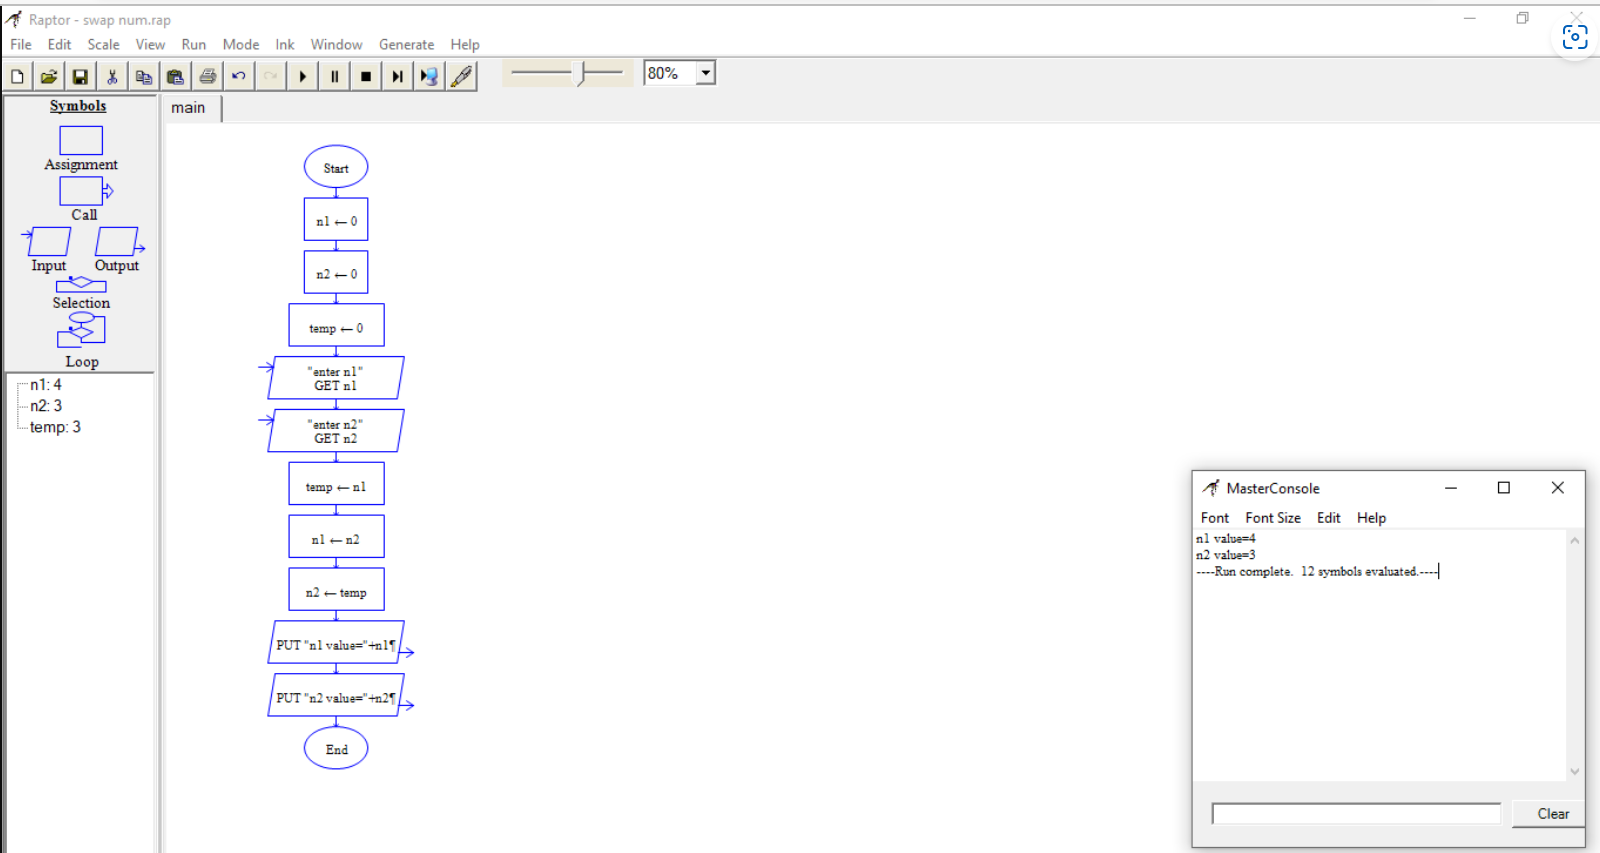 Raptor - swap num.rap
File Edit Scale View Run Mode Ink Window Generate Help
80%
Symbols
Assignment
Call
Input Output
Selection
Loop
n1: 4
n2: 3
temp: 3
main
Start
n1 ← 0
n2 ← 0
temp ← 0
"enter n1"
GET n1
"enter n2"
GET n2
temp ← n1
n1 ← n2
n2 ← temp
PUT "n1 value="+n1¶
PUT "n2 value="+n2¶
End
MasterConsole
Font Font Size Edit Help
n1 value=4
n2 value=3
----Run complete. 12 symbols evaluated.----
Clear